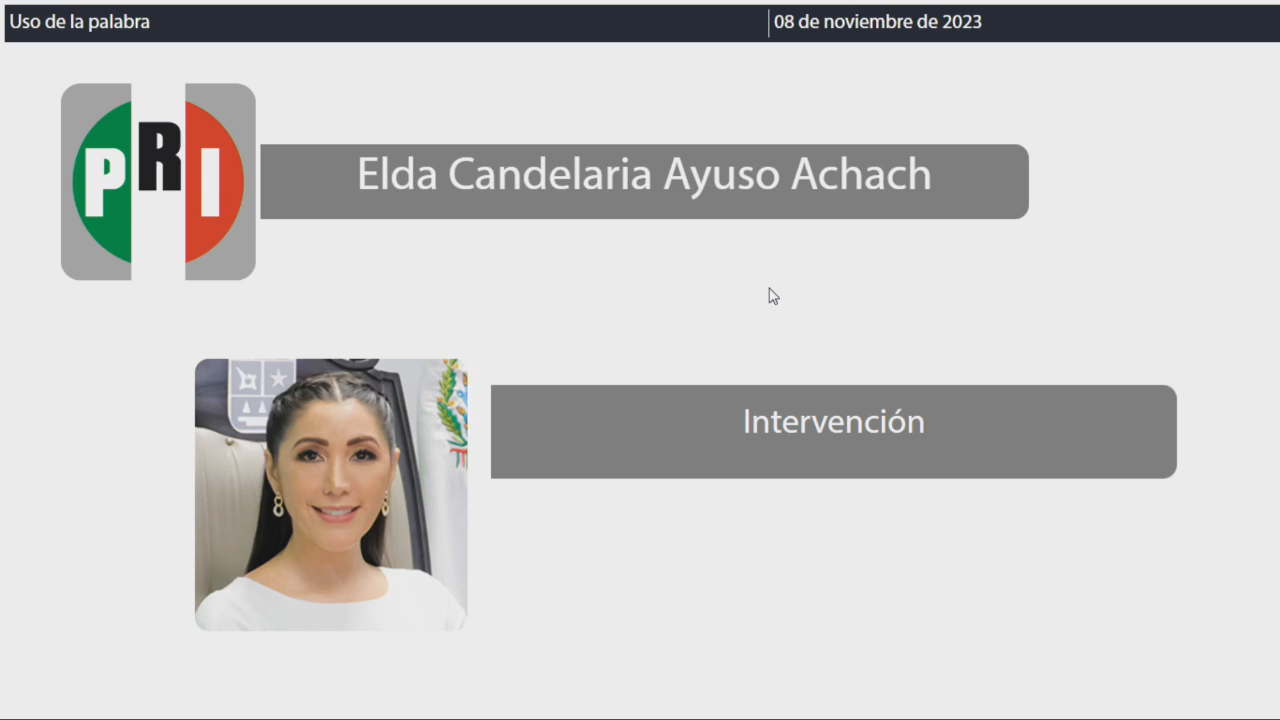 Uso de la palabra
08 de noviembre de 2023
PRI
Elda Candelaria Ayuso Achach
Intervención